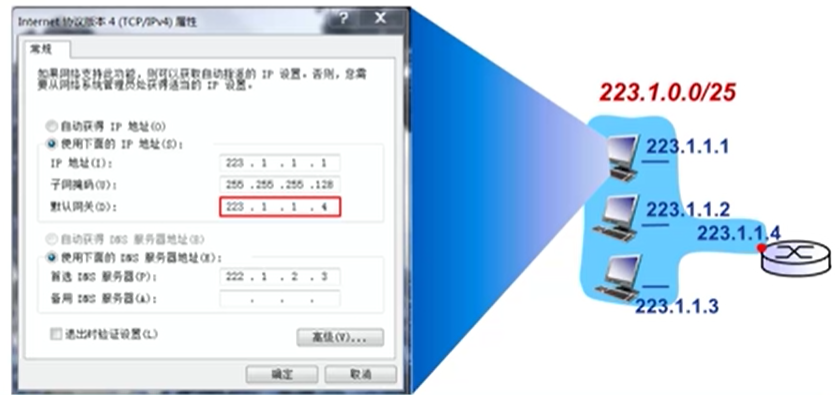 Internet 协议版本 4 (TCP/IPv4) 属性
常规
如果网络支持此功能，则可以获取自动指派的 IP 设置。否则，您需
要从网络系统管理员处获得适当的 IP 设置。
自动获得 IP 地址(O)
使用下面的 IP 地址(S):
IP 地址(I): 223 . 1 . 1 . 1
子网掩码(U): 255 .255 .255 .128
默认网关(D): 223 . 1 . 1 . 4
自动获得 DNS 服务器地址(B)
使用下面的 DNS 服务器地址(E):
首选 DNS 服务器(P): 222 . 1 . 2 . 3
备用 DNS 服务器(A): . . .
退出时验证设置(L)
高级(V)...
确定
取消
223.1.0.0/25
223.1.1.1
223.1.1.2
223.1.1.4
223.1.1.3